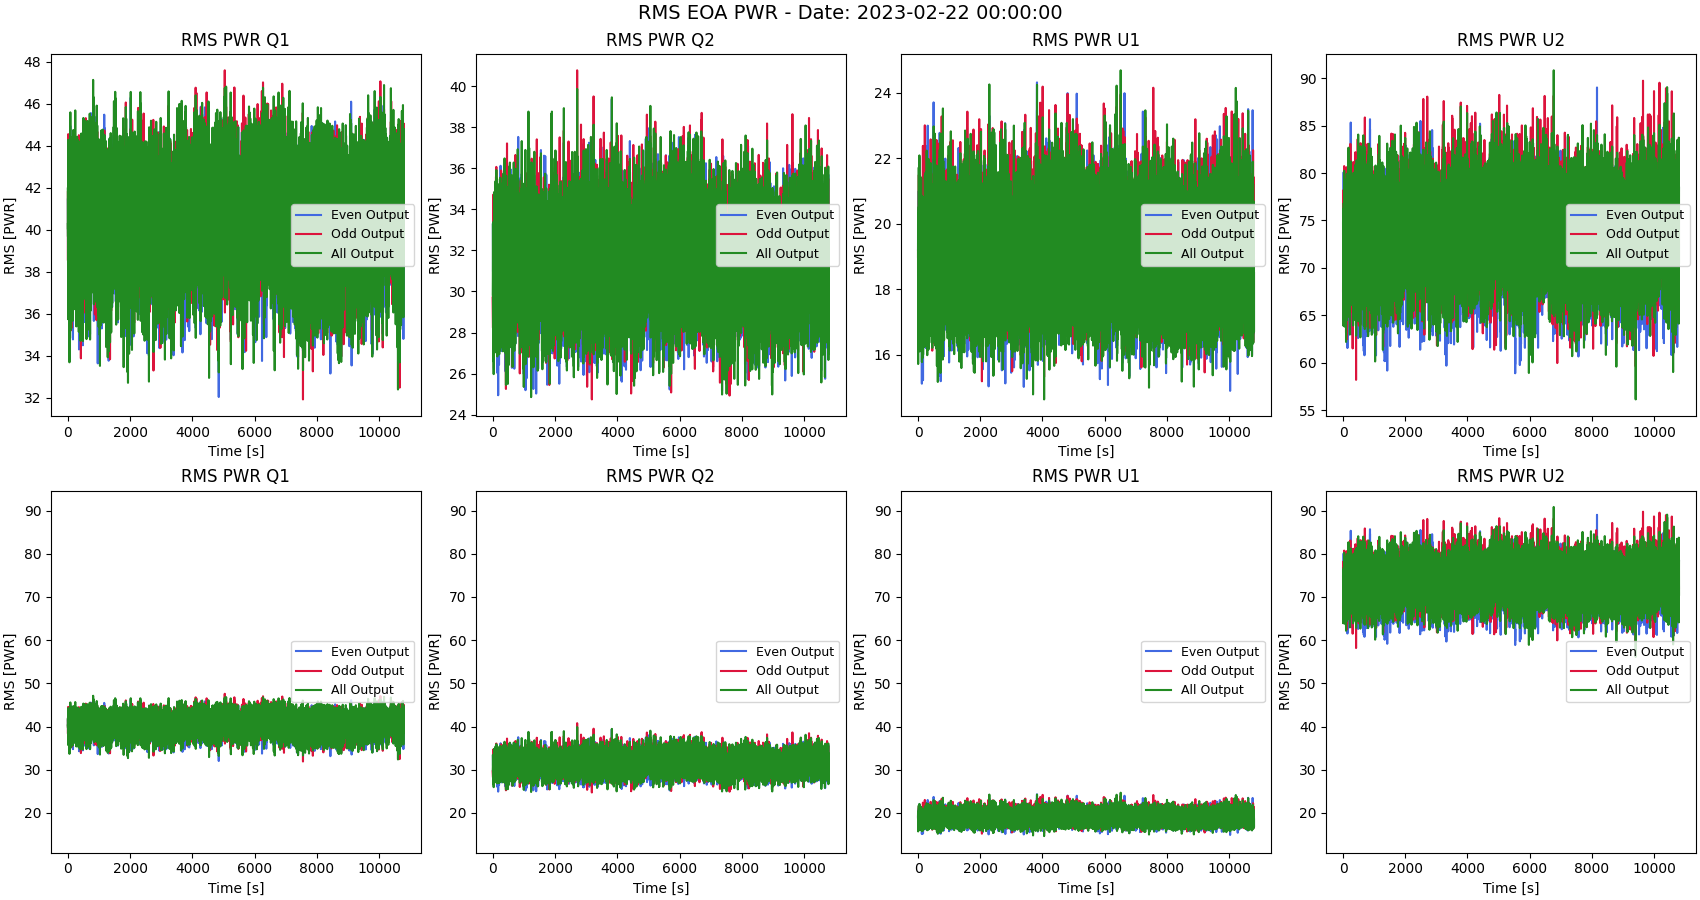 RMS EOA PWR - Date: 2023-02-22 00:00:00
RMS PWR Q1
RMS [PWR]
48
46
44
42
40
38
36
34
32
Even Output
Odd Output
All Output
0 2000 4000 6000 8000 10000
Time [s]
RMS PWR Q2
RMS [PWR]
40
38
36
34
32
30
28
26
24
Even Output
Odd Output
All Output
0 2000 4000 6000 8000 10000
Time [s]
RMS PWR U1
RMS [PWR]
24
22
20
18
16
Even Output
Odd Output
All Output
0 2000 4000 6000 8000 10000
Time [s]
RMS PWR U2
RMS [PWR]
90
85
80
75
70
65
60
55
Even Output
Odd Output
All Output
0 2000 4000 6000 8000 10000
Time [s]
RMS PWR Q1
RMS [PWR]
90
80
70
60
50
40
30
20
Even Output
Odd Output
All Output
0 2000 4000 6000 8000 10000
Time [s]
RMS PWR Q2
RMS [PWR]
90
80
70
60
50
40
30
20
Even Output
Odd Output
All Output
0 2000 4000 6000 8000 10000
Time [s]
RMS PWR U1
RMS [PWR]
90
80
70
60
50
40
30
20
Even Output
Odd Output
All Output
0 2000 4000 6000 8000 10000
Time [s]
RMS PWR U2
RMS [PWR]
90
80
70
60
50
40
30
20
Even Output
Odd Output
All Output
0 2000 4000 6000 8000 10000
Time [s]